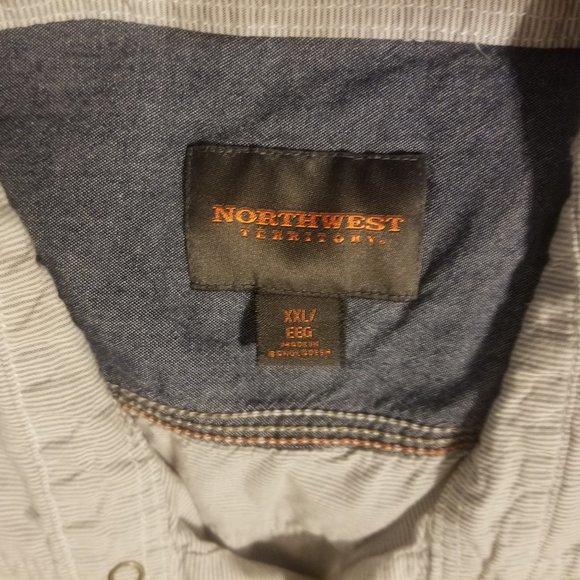 NORTHWEST
TERRITORY®
XXL/
EEG
MADE IN
BANGLADESH